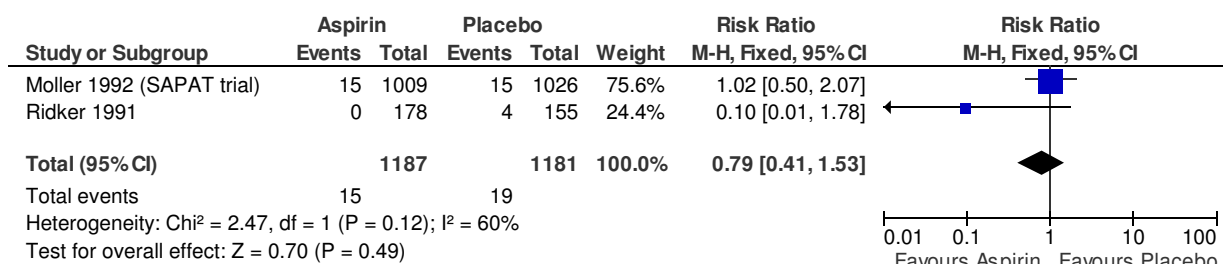 Aspirin Placebo Risk Ratio Risk Ratio
Study or Subgroup Events Total Events Total Weight M-H, Fixed, 95% CI M-H, Fixed, 95% CI
Moller 1992 (SAPAT trial) 15 1009 15 1026 75.6% 1.02 [0.50, 2.07]
Ridker 1991 0 178 4 155 24.4% 0.10 [0.01, 1.78]
Total (95% CI) 1187 1181 100.0% 0.79 [0.41, 1.53]
Total events 15 19
Heterogeneity: Chi² = 2.47, df = 1 (P = 0.12); I² = 60%
Test for overall effect: Z = 0.70 (P = 0.49)
0.01 0.1 1 10 100
Favours Aspirin Favours Placebo